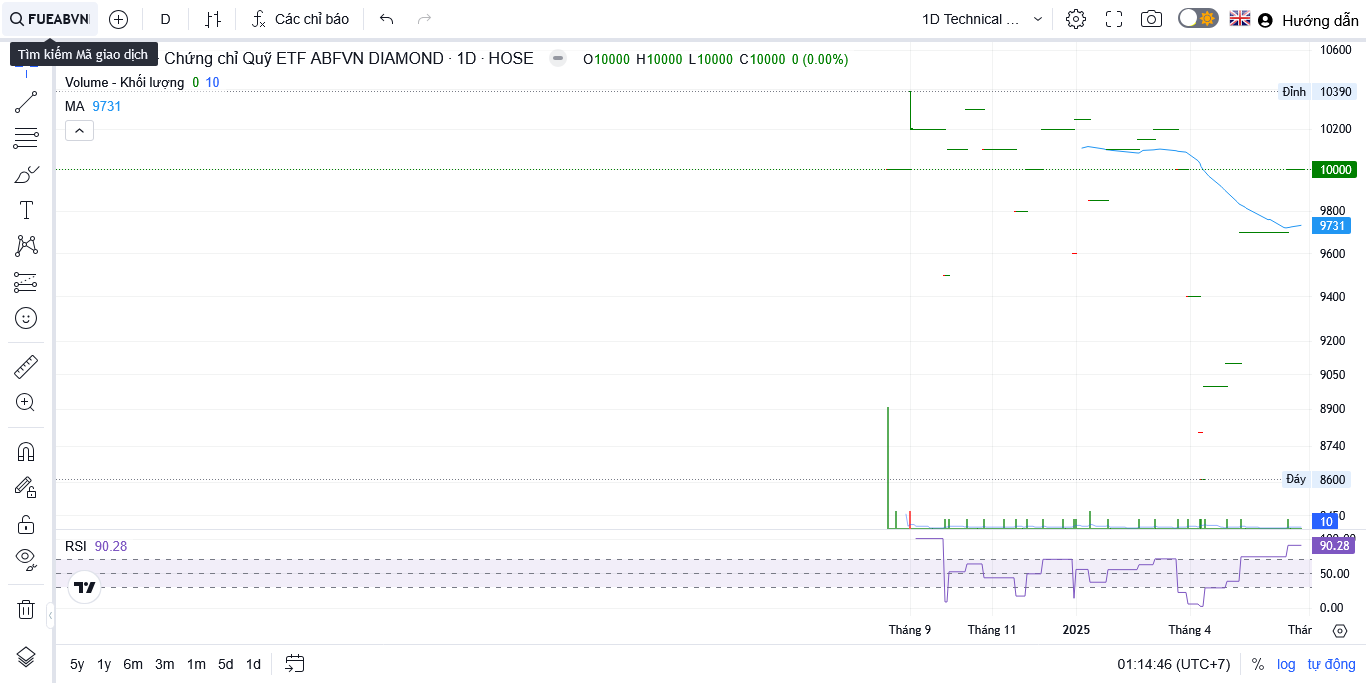 FUEABVN
D
Các chỉ báo
1D Technical ...
Hướng dẫn
Tìm kiếm Mã giao dịch
· Chứng chỉ Quỹ ETF ABFVN DIAMOND · 1D · HOSE
O10000 H10000 L10000 C10000 0 (0.00%)
Volume - Khối lượng 0 10
MA 9731
10600
Đỉnh 10390
10200
10000
9800
9731
9600
9400
9200
9050
8900
8740
Đáy 8600
10
RSI 90.28
90.28
50.00
0.00
Tháng 9
Tháng 11
2025
Tháng 4
Thár
5y 1y 6m 3m 1m 5d 1d
01:14:46 (UTC+7)
% log tự động